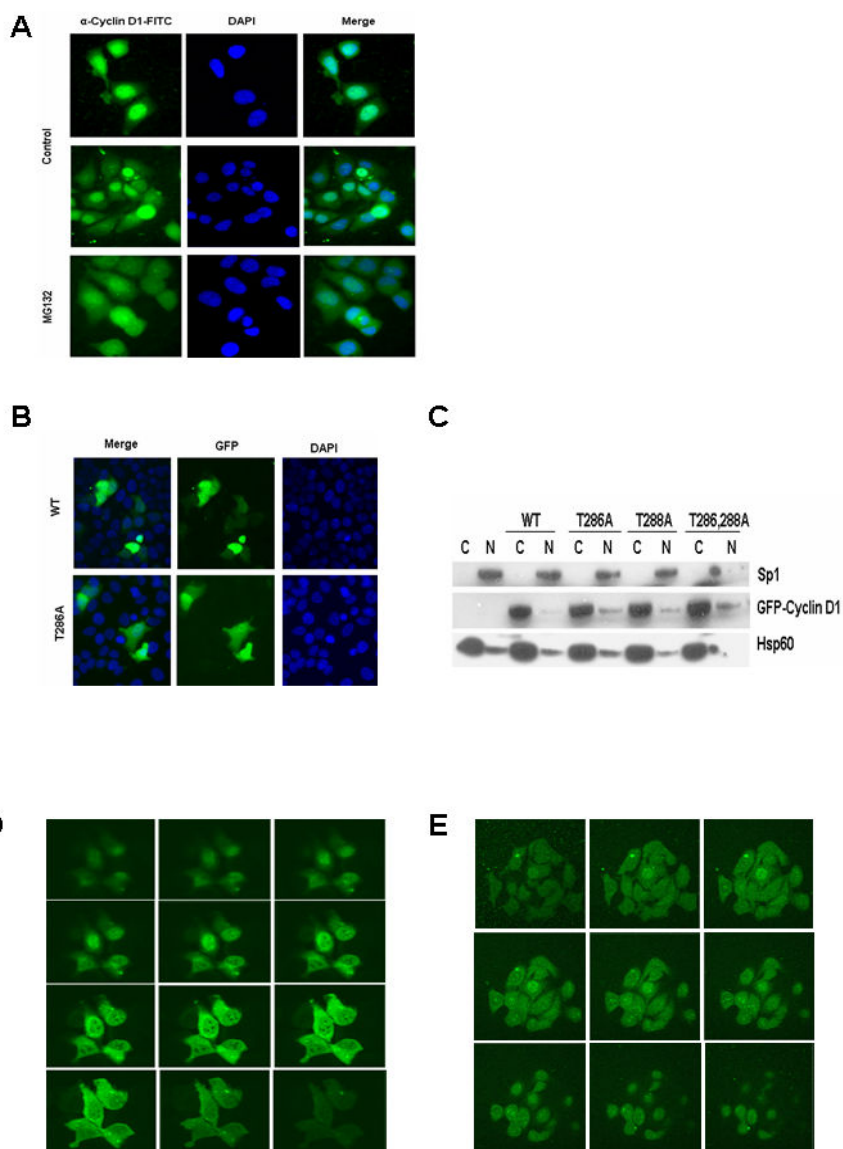 A
α-Cyclin D1-FITC DAPI Merge
Control
MG132
B
Merge GFP DAPI
WT
T286A
C
WT T286A T288A T286,288A
C N C N C N C N C N
Sp1
GFP-Cyclin D1
Hsp60
E